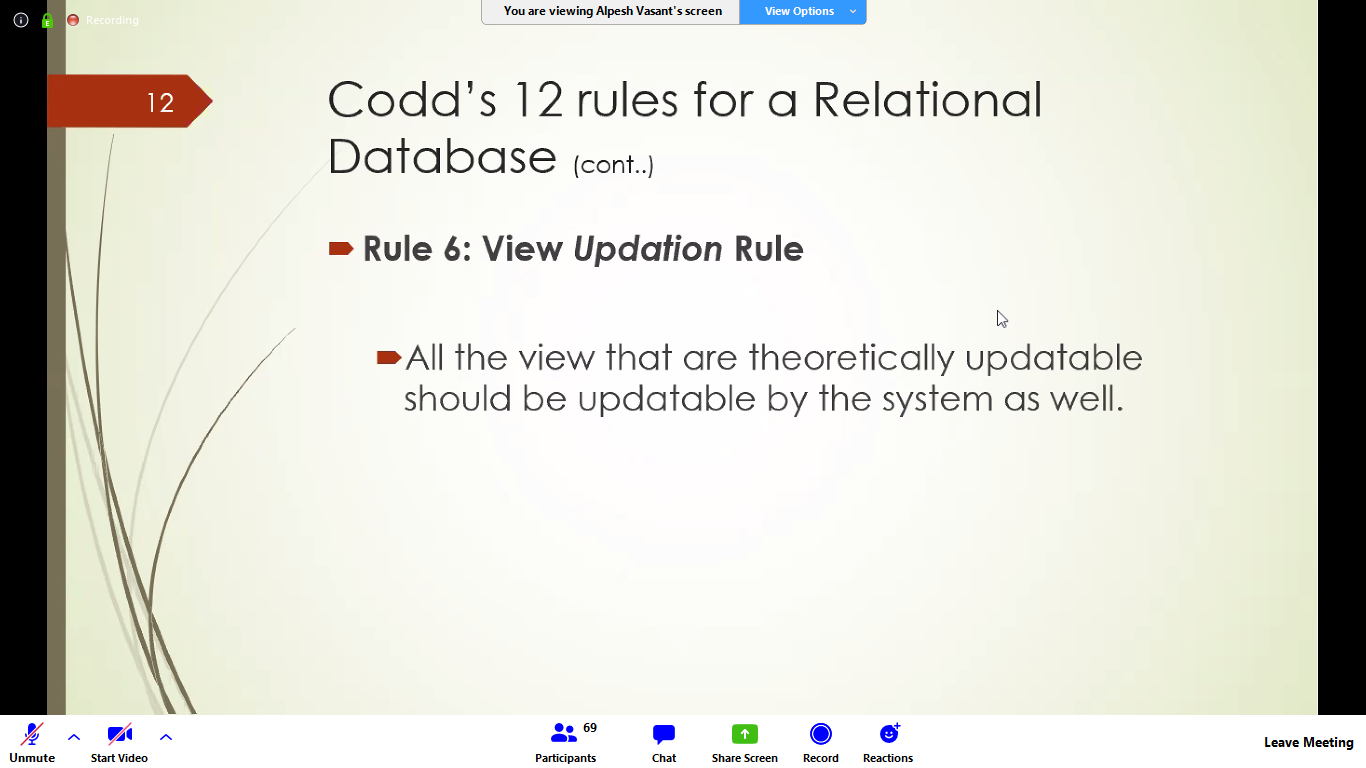 You are viewing Alpesh Vasant's screen View Options
Recording
12
Codd's 12 rules for a Relational
Database (cont..)
Rule 6: View Updation Rule
All the view that are theoretically updatable
should be updatable by the system as well.
69
Unmute Start Video Participants Chat Share Screen Record Reactions Leave Meeting